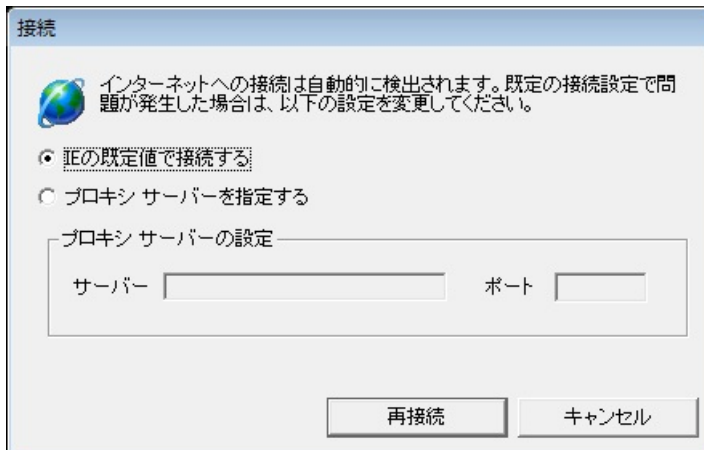 接続
インターネットへの接続は自動的に検出されます。既定の接続設定で問
題が発生した場合は、以下の設定を変更してください。
IEの既定値で接続する
プロキシ サーバーを指定する
プロキシ サーバーの設定
サーバー
ポート
再接続
キャンセル